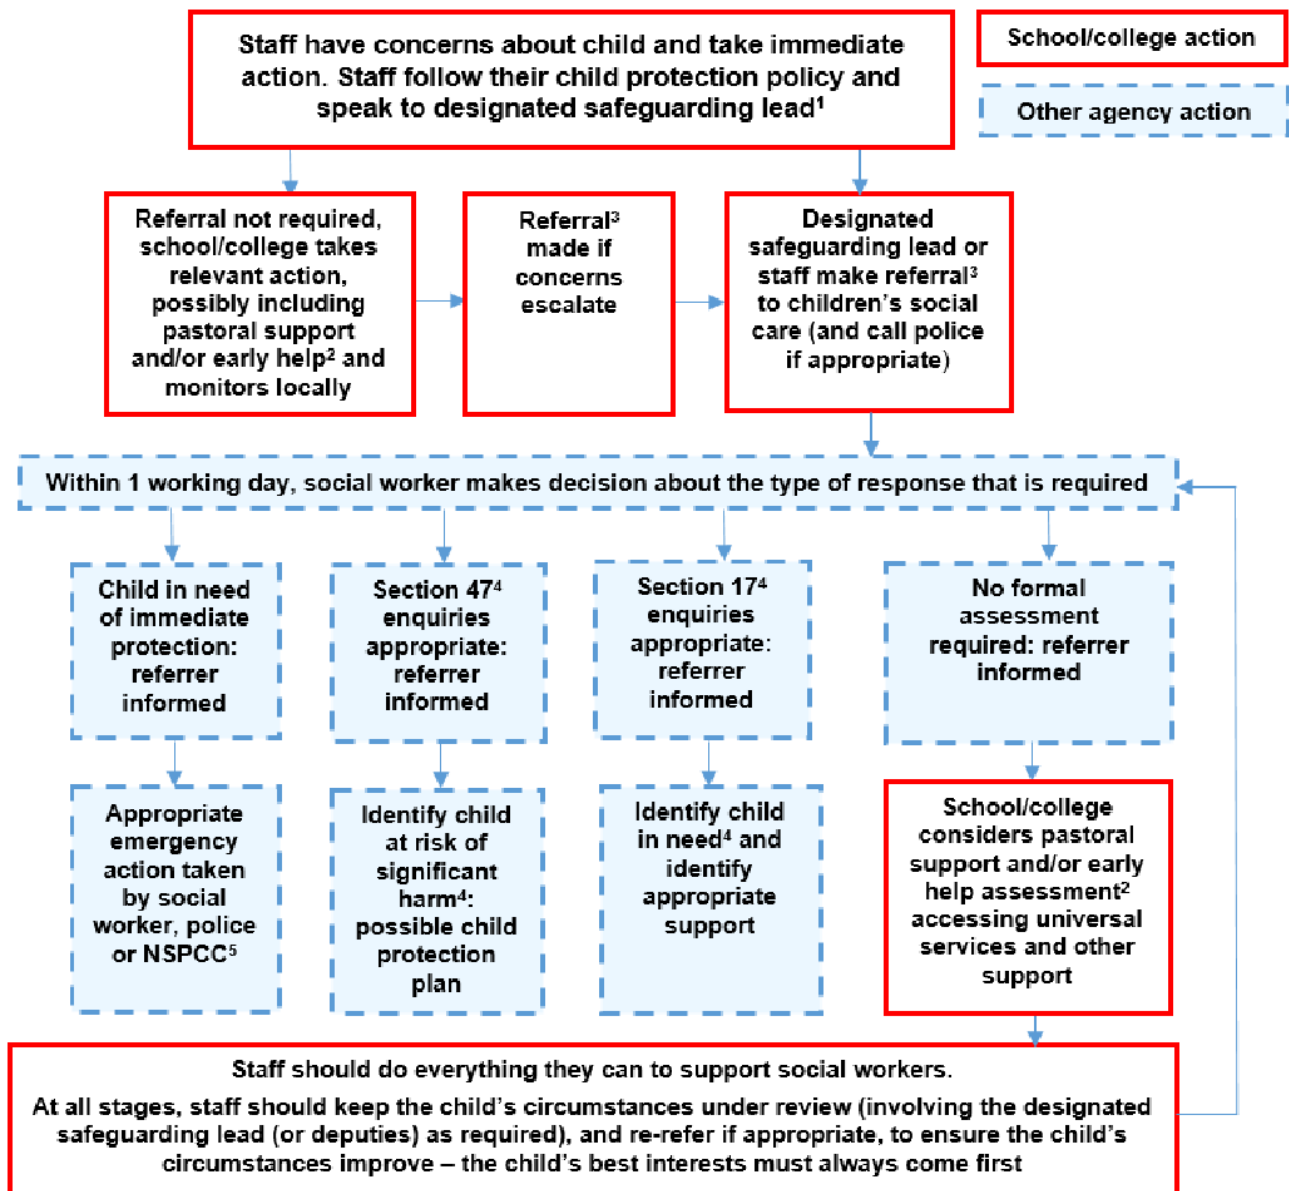 Staff have concerns about child and take immediate
action. Staff follow their child protection policy and
speak to designated safeguarding lead¹
School/college action
Other agency action
Referral not required,
school/college takes
relevant action,
possibly including
pastoral support
and/or early help² and
monitors locally
Referral³
made if
concerns
escalate
Designated
safeguarding lead or
staff make referral³
to children’s social
care (and call police
if appropriate)
Within 1 working day, social worker makes decision about the type of response that is required
Child in need
of immediate
protection:
referrer
informed
Section 47⁴
enquiries
appropriate:
referrer
informed
Section 17⁴
enquiries
appropriate:
referrer
informed
No formal
assessment
required: referrer
informed
Appropriate
emergency
action taken
by social
worker, police
or NSPCC⁵
Identify child
at risk of
significant
harm⁴:
possible child
protection
plan
Identify child
in need⁴ and
identify
appropriate
support
School/college
considers pastoral
support and/or early
help assessment²
accessing universal
services and other
support
Staff should do everything they can to support social workers.
At all stages, staff should keep the child’s circumstances under review (involving the designated
safeguarding lead (or deputies) as required), and re-refer if appropriate, to ensure the child’s
circumstances improve – the child’s best interests must always come first